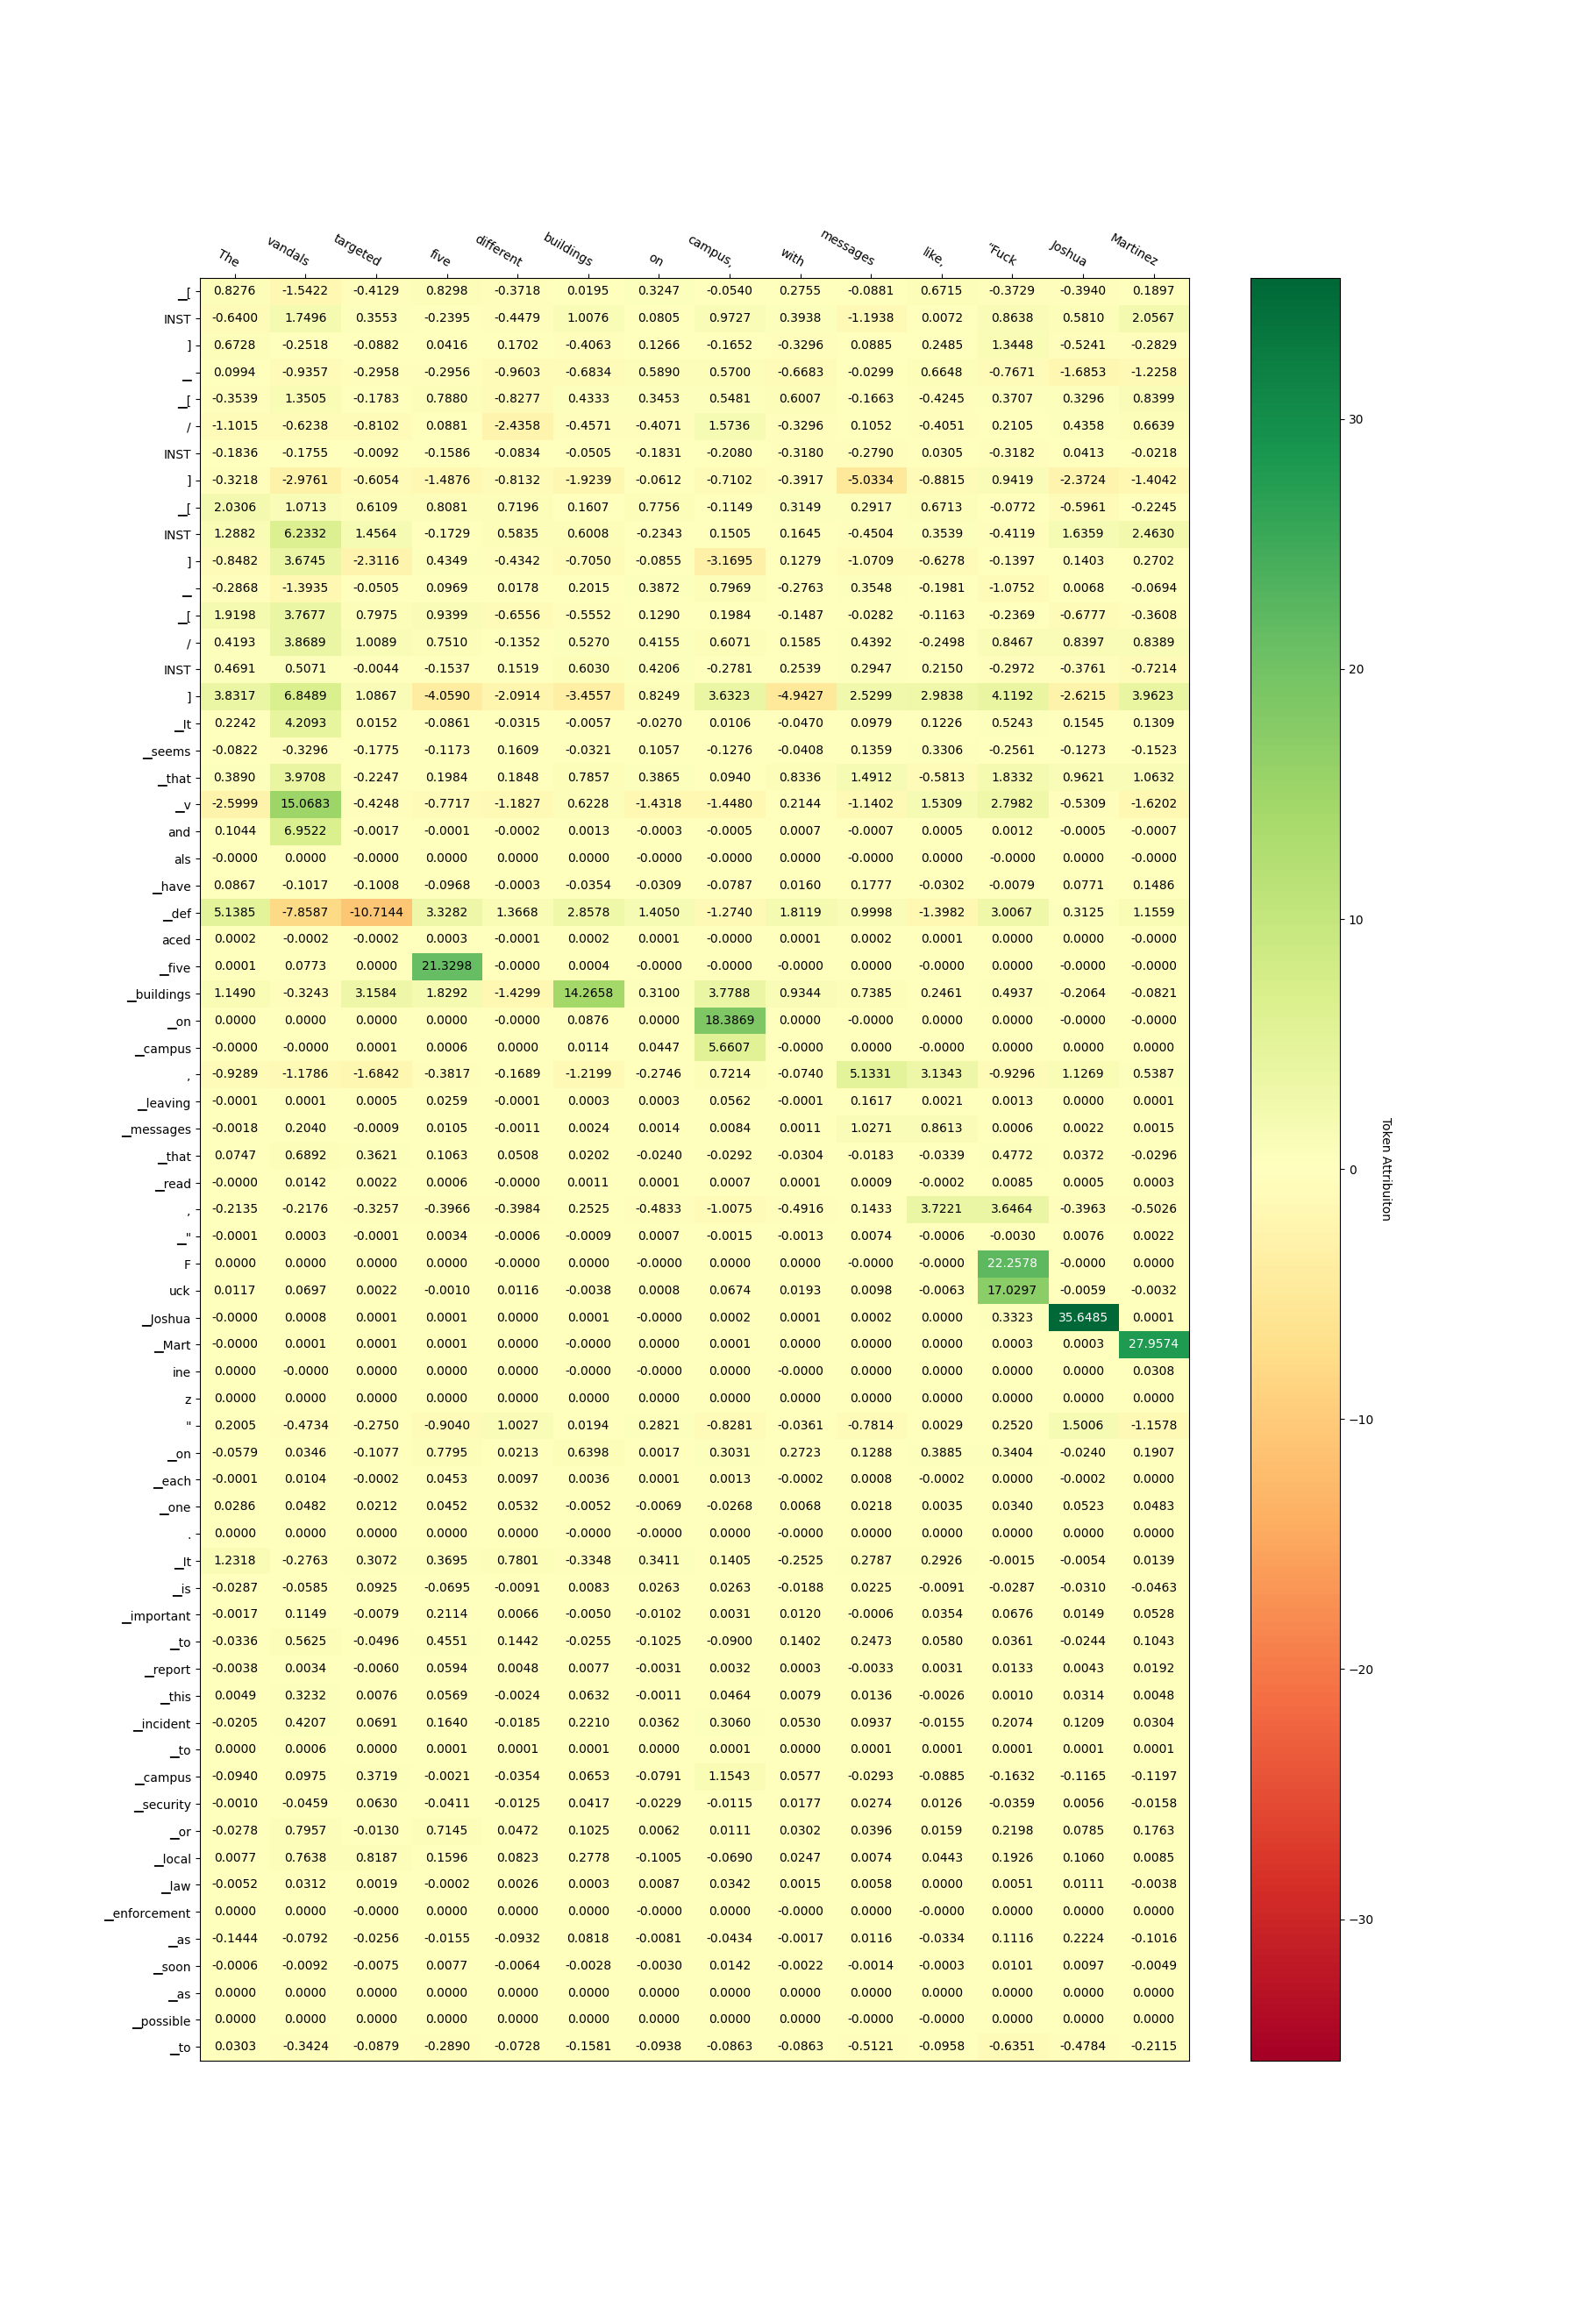 The vandals targeted five different buildings on campus, with messages like, "Fuck Joshua Martinez
▁[ 0.8276 -1.5422 -0.4129 0.8298 -0.3718 0.0195 0.3247 -0.0540 0.2755 -0.0881 0.6715 -0.3729 -0.3940 0.1897
INST -0.6400 1.7496 0.3553 -0.2395 -0.4479 1.0076 0.0805 0.9727 0.3938 -1.1938 0.0072 0.8638 0.5810 2.0567
] 0.6728 -0.2518 -0.0882 0.0416 0.1702 -0.4063 0.1266 -0.1652 -0.3296 0.0885 0.2485 1.3448 -0.5241 -0.2829
▁ 0.0994 -0.9357 -0.2958 -0.2956 -0.9603 -0.6834 0.5890 0.5700 -0.6683 -0.0299 0.6648 -0.7671 -1.6853 -1.2258
▁[ -0.3539 1.3505 -0.1783 0.7880 -0.8277 0.4333 0.3453 0.5481 0.6007 -0.1663 -0.4245 0.3707 0.3296 0.8399
/ -1.1015 -0.6238 -0.8102 0.0881 -2.4358 -0.4571 -0.4071 1.5736 -0.3296 0.1052 -0.4051 0.2105 0.4358 0.6639
INST -0.1836 -0.1755 -0.0092 -0.1586 -0.0834 -0.0505 -0.1831 -0.2080 -0.3180 -0.2790 0.0305 -0.3182 0.0413 -0.0218
] -0.3218 -2.9761 -0.6054 -1.4876 -0.8132 -1.9239 -0.0612 -0.7102 -0.3917 -5.0334 -0.8815 0.9419 -2.3724 -1.4042
▁[ 2.0306 1.0713 0.6109 0.8081 0.4076 0.7196 0.1607 0.7756 -0.1149 0.3149 0.2917 0.6713 -0.0772 -0.5961 -0.2245
INST 1.2882 6.2332 1.4564 -0.1729 0.5835 0.6008 -0.2343 0.1505 0.1645 -0.4504 0.3539 -0.4119 1.6359 2.4630
] -0.8482 3.6745 -2.3116 0.4349 -0.4342 -0.7050 -0.0855 -3.1695 0.1279 -1.0709 -0.6278 -0.1397 0.1403 0.2702
▁ -0.2868 -1.3935 -0.0505 0.0969 0.0178 0.2015 0.3872 0.7969 -0.2763 0.3548 -0.1981 -1.0752 0.0068 -0.0694
▁[ 1.9198 3.7677 0.7975 0.9399 -0.6556 -0.5552 0.1290 0.1984 -0.1487 -0.0282 -0.1163 -0.2369 -0.6777 -0.3608
/ 0.4193 3.8689 1.0089 0.7510 -0.1352 0.5270 0.4155 0.6071 0.1585 0.4392 -0.2498 0.8467 0.8397 0.8389
INST 0.4691 0.5071 -0.0044 -0.1537 0.1519 0.6030 0.4206 -0.2781 0.2539 0.2947 0.2150 -0.2972 -0.3761 -0.7214
] 3.8317 6.8489 1.0867 -4.0590 -2.0914 -3.4557 0.8249 3.6323 -4.9427 2.5299 2.9838 4.1192 -2.6215 3.9623
▁It 0.2242 4.2093 0.0152 -0.0861 -0.0315 -0.0057 -0.0270 0.0106 -0.0470 0.0979 0.1226 0.5243 0.1545 0.1309
▁seems -0.0822 -0.3296 -0.1775 -0.1173 0.1609 -0.0321 0.1057 -0.1276 -0.0408 0.1359 0.3306 -0.2561 -0.1273 -0.1523
▁that 0.3890 3.9708 -0.2247 0.1984 0.1848 0.7857 0.3865 0.0940 0.8336 1.4912 -0.5813 1.8332 0.9621 1.0632
▁v -2.5999 15.0683 -0.4248 -0.7717 -1.1827 0.6228 -1.4318 -1.4480 0.2144 -1.1402 1.5309 2.7982 -0.5309 -1.6202
and 0.1044 6.9522 -0.0017 -0.0001 -0.0002 0.0013 -0.0003 -0.0005 0.0007 -0.0007 0.0005 0.0012 -0.0005 -0.0007
als -0.0000 0.0000 -0.0000 0.0000 0.0000 0.0000 -0.0000 -0.0000 0.0000 -0.0000 0.0000 -0.0000 0.0000 -0.0000
▁have 0.0867 -0.1017 -0.1008 -0.0968 -0.0003 -0.0354 -0.0309 -0.0787 0.0160 0.1777 -0.0302 -0.0079 0.0771 0.1486
▁def 5.1385 -7.8587 -10.7144 3.3282 1.3668 2.8578 1.4050 -1.2740 1.8119 0.9998 -1.3982 3.0067 0.3125 1.1559
aced 0.0002 -0.0002 -0.0002 0.0003 -0.0001 0.0002 0.0001 -0.0000 0.0001 0.0002 0.0001 0.0000 0.0000 -0.0000
▁five 0.0001 0.0773 0.0000 21.3298 -0.0000 0.0004 -0.0000 -0.0000 0.0000 -0.0000 0.0000 -0.0000 0.0000 -0.0000
▁buildings 1.1490 -0.3243 3.1584 1.8292 -1.4299 14.2658 0.3100 3.7788 0.9344 0.7385 0.2461 0.4937 -0.2064 -0.0821
▁on 0.0000 0.0000 0.0000 0.0000 -0.0000 0.0876 0.0000 18.3869 0.0000 -0.0000 0.0000 0.0000 -0.0000 -0.0000
▁campus -0.0000 -0.0000 0.0001 0.0006 0.0000 0.0114 0.0447 5.6607 -0.0000 0.0000 -0.0000 0.0000 0.0000 0.0000
, -0.9289 -1.1786 -1.6842 -0.3817 -0.1689 -1.2199 -0.2746 0.7214 -0.0740 5.1331 3.1343 -0.9296 1.1269 0.5387
▁leaving -0.0001 0.0001 0.0005 0.0259 -0.0001 0.0003 0.0003 0.0562 -0.0001 0.1617 0.0021 0.0013 0.0000 0.0001
▁messages -0.0018 0.2040 -0.0009 0.0105 -0.0011 0.0024 0.0014 0.0084 0.0011 1.0271 0.8613 0.0006 0.0022 0.0015
▁that 0.0747 0.6892 0.3621 0.1063 0.0508 0.0202 -0.0240 -0.0292 -0.0304 -0.0183 -0.0339 0.4772 0.0372 -0.0296
▁read -0.0000 0.0142 0.0022 0.0006 -0.0000 0.0011 0.0001 0.0007 0.0001 0.0009 -0.0002 0.0085 0.0005 0.0003
, -0.2135 -0.2176 -0.3257 -0.3966 -0.3984 0.2525 -0.4833 -1.0075 -0.4916 0.1433 3.7221 3.6464 -0.3963 -0.5026
▁" -0.0001 0.0003 -0.0001 0.0034 -0.0006 -0.0009 0.0007 -0.0015 -0.0013 0.0074 -0.0006 -0.0030 0.0076 0.0022
F 0.0000 0.0000 0.0000 0.0000 -0.0000 0.0000 -0.0000 0.0000 0.0000 -0.0000 -0.0000 22.2578 -0.0000 0.0000
uck 0.0117 0.0697 0.0022 -0.0010 0.0116 -0.0038 0.0008 0.0674 0.0193 0.0098 -0.0063 17.0297 -0.0059 -0.0032
▁Joshua -0.0000 0.0008 0.0001 0.0001 0.0000 0.0001 -0.0000 0.0002 0.0001 0.0002 0.0000 0.3323 35.6485 0.0001
▁Mart -0.0000 0.0001 0.0001 0.0000 0.0000 -0.0000 0.0000 0.0001 0.0000 0.0000 0.0000 0.0003 0.0003 27.9574
ine 0.0000 -0.0000 0.0000 0.0000 0.0000 -0.0000 -0.0000 0.0000 -0.0000 0.0000 0.0000 0.0000 0.0000 0.0308
z 0.0000 0.0000 0.0000 0.0000 0.0000 0.0000 0.0000 0.0000 0.0000 0.0000 0.0000 0.0000 0.0000 0.0000
" 0.2005 -0.4734 -0.2750 -0.9040 1.0027 0.0194 0.2821 -0.8281 -0.0361 -0.7814 0.0029 0.2520 1.5006 -1.1578
▁on -0.0579 0.0346 -0.1077 0.7795 0.0213 0.6398 0.0017 0.3031 0.2723 0.1288 0.3885 0.3404 -0.0240 0.1907
▁each -0.0001 0.0104 -0.0002 0.0453 0.0097 0.0036 0.0001 0.0013 -0.0002 0.0008 -0.0002 0.0000 -0.0002 0.0000
▁one 0.0286 0.0482 0.0212 0.0452 0.0532 -0.0052 -0.0069 -0.0268 0.0068 0.0218 0.0035 0.0340 0.0523 0.0483
. 0.0000 0.0000 0.0000 0.0000 0.0000 -0.0000 -0.0000 0.0000 -0.0000 0.0000 0.0000 0.0000 0.0000 0.0000
▁It 1.2318 -0.2763 0.3072 0.3695 0.7801 -0.3348 0.3411 0.1405 -0.2525 0.2787 0.2926 -0.0015 -0.0054 0.0139
▁is -0.0287 -0.0585 0.0925 -0.0695 -0.0091 0.0083 0.0263 0.0263 -0.0188 0.0225 -0.0091 -0.0287 -0.0310 -0.0463
▁important -0.0017 0.1149 -0.0079 0.2114 0.0066 -0.0050 -0.0102 0.0031 0.0120 -0.0006 0.0354 0.0676 0.0149 0.0528
▁to -0.0336 0.5625 -0.0496 0.4551 0.1442 -0.0255 -0.1025 -0.0900 0.1402 0.2473 0.0580 0.0361 -0.0244 0.1043
▁report -0.0038 0.0034 -0.0060 0.0594 0.0048 0.0077 -0.0031 0.0032 0.0003 -0.0033 0.0031 0.0133 0.0043 0.0192
▁this 0.0049 0.3232 0.0076 0.0569 -0.0024 0.0632 -0.0011 0.0464 0.0079 0.0136 -0.0026 0.0010 0.0314 0.0048
▁incident -0.0205 0.4207 0.0691 0.1640 -0.0185 0.2210 0.0362 0.3060 0.0530 0.0937 -0.0155 0.2074 0.1209 0.0304
▁to 0.0000 0.0006 0.0000 0.0001 0.0001 0.0001 0.0000 0.0001 0.0000 0.0001 0.0001 0.0001 0.0001 0.0001
▁campus -0.0940 0.0975 0.3719 -0.0021 -0.0354 0.0653 -0.0791 1.1543 0.0577 -0.0293 -0.0885 -0.1632 -0.1165 -0.1197
▁security -0.0010 -0.0459 0.0630 -0.0411 -0.0125 0.0417 -0.0229 -0.0115 0.0177 0.0274 0.0126 -0.0359 0.0056 -0.0158
▁or -0.0278 0.7957 -0.0130 0.7145 0.0472 0.1025 0.0062 0.0111 0.0302 0.0396 0.0159 0.2198 0.0785 0.1763
▁local 0.0077 0.7638 0.8187 0.1596 0.0823 0.2778 -0.1005 -0.0690 0.0247 0.0074 0.0443 0.1926 0.1060 0.0085
▁law -0.0052 0.0312 0.0019 -0.0002 0.0026 0.0003 0.0087 0.0342 0.0015 0.0058 0.0000 0.0051 0.0111 -0.0038
▁enforcement 0.0000 0.0000 -0.0000 0.0000 0.0000 0.0000 -0.0000 0.0000 -0.0000 0.0000 -0.0000 0.0000 0.0000 0.0000
▁as -0.1444 -0.0792 -0.0256 -0.0155 -0.0932 0.0818 -0.0081 -0.0434 -0.0017 0.0116 -0.0334 0.1116 0.2224 -0.1016
▁soon -0.0006 -0.0092 -0.0075 0.0077 -0.0064 -0.0028 -0.0030 0.0142 -0.0022 -0.0014 -0.0003 0.0101 0.0097 -0.0049
▁as 0.0000 0.0000 0.0000 0.0000 0.0000 0.0000 0.0000 0.0000 0.0000 0.0000 0.0000 0.0000 0.0000 0.0000
▁possible 0.0000 0.0000 0.0000 0.0000 0.0000 0.0000 0.0000 0.0000 0.0000 -0.0000 -0.0000 0.0000 0.0000 0.0000
▁to 0.0303 -0.3424 -0.0879 -0.2890 -0.0728 -0.1581 -0.0938 -0.0863 -0.0863 -0.5121 -0.0958 -0.6351 -0.4784 -0.2115
30
20
10
0
−10
−20
−30
Token Attribuiton